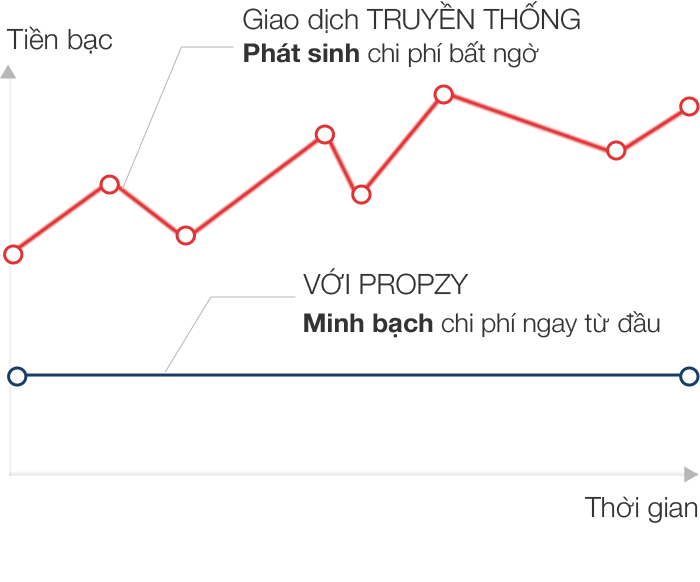 Giao dịch TRUYỀN THỐNG
Tiền bạc
Phát sinh chi phí bất ngờ
VỚI PROPZY
Minh bạch chi phí ngay từ đầu
Thời gian